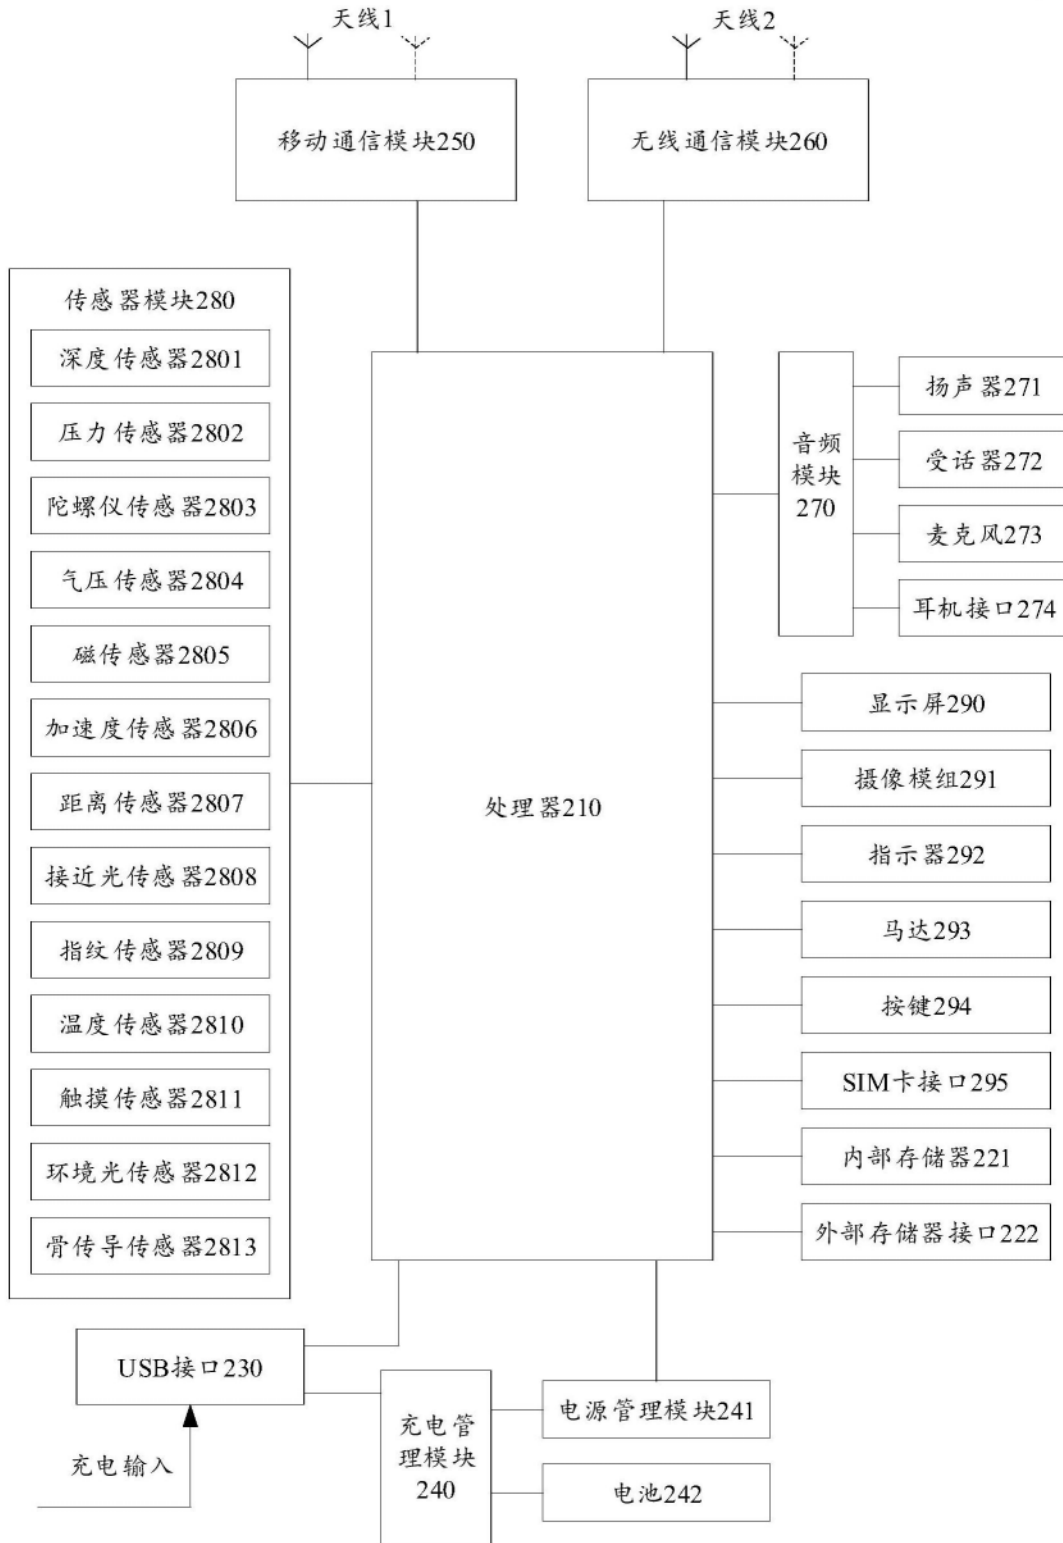 天线1
天线2
移动通信模块250
无线通信模块260
传感器模块280
深度传感器2801
压力传感器2802
陀螺仪传感器2803
气压传感器2804
磁传感器2805
加速度传感器2806
距离传感器2807
接近光传感器2808
指纹传感器2809
温度传感器2810
触摸传感器2811
环境光传感器2812
骨传导传感器2813
处理器210
音频
模块
270
扬声器271
受话器272
麦克风273
耳机接口274
显示屏290
摄像模组291
指示器292
马达293
按键294
SIM卡接口295
内部存储器221
外部存储器接口222
USB接口230
充电输入
充电管
理模块
240
电源管理模块241
电池242